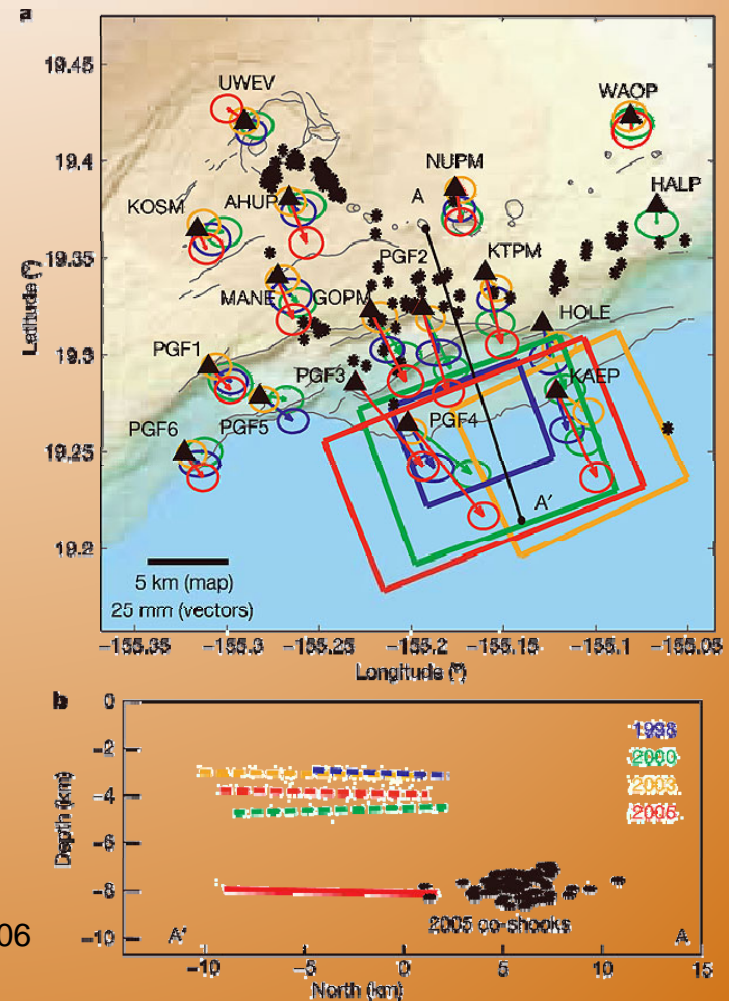 a
19.45
19.4
19.35
19.3
19.25
19.2
Latitude (°)
UWEV
WAOP
NUPM
HALP
KOSM
AHUP
A
PGF2
KTPM
MANE
GOPM
HOLE
PGF1
PGF3
KAEP
PGF6
PGF5
PGF4
A′
5 km (map)
25 mm (vectors)
−155.35 −155.3 −155.25 −155.2 −155.15 −155.1 −155.05
Longitude (°)
b
0
−2
−4
−6
−8
−10
Depth (km)
1998
2000
2003
2005
2005 co-shocks
A′ A
−10 −5 0 5 10 15
North (km)
06